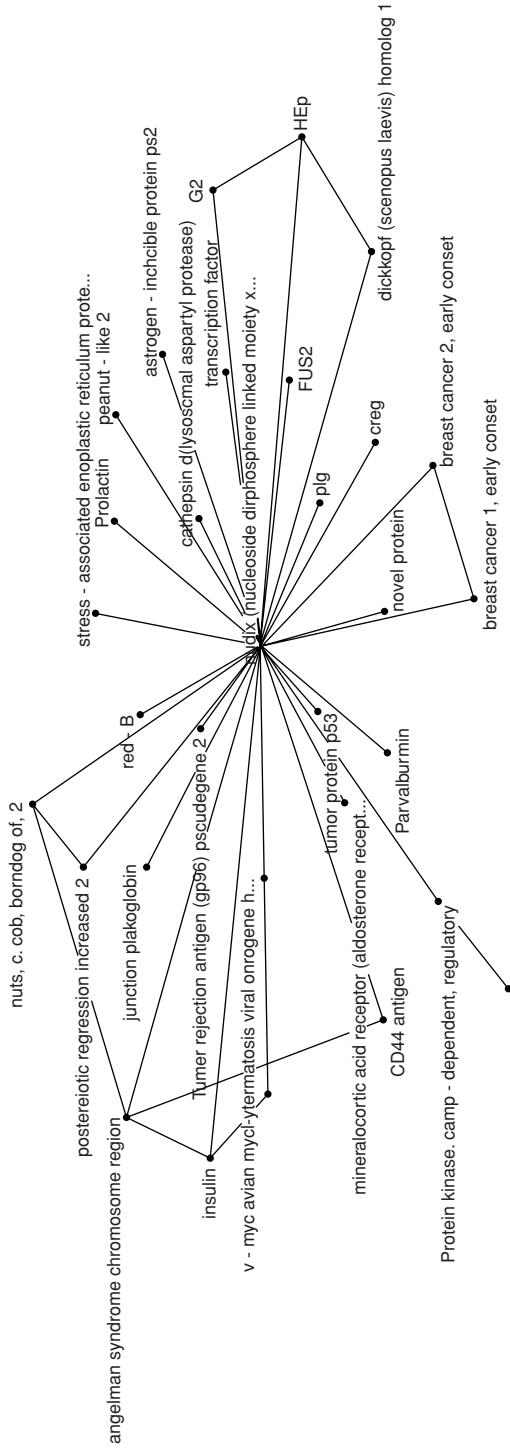 nuts, c. cob, borndog of, 2
stress - associated enoplastic reticulum prote...
peanut - like 2
Prolactin
astrogen - inchcible protein ps2
G2
cathepsin d(lysoscmal aspartyl protease)
transcription factor
HEp
nudix (nucleoside dirphosphere linked moiety x...
FUS2
dickkopf (scenopus laevis) homolog 1
plg
creg
breast cancer 2, early conset
novel protein
breast cancer 1, early conset
red - B
postereiotic regression increased 2
junction plakoglobin
angelman syndrome chromosome region
Tumer rejection antigen (gp96) pscudegene 2
insulin
v - myc avian mycl-ytermatosis viral onrogene h...
tumor protein p53
mineralocortic acid receptor (aldosterone recept...
CD44 antigen
Parvalburmin
Protein kinase. camp - dependent, regulatory